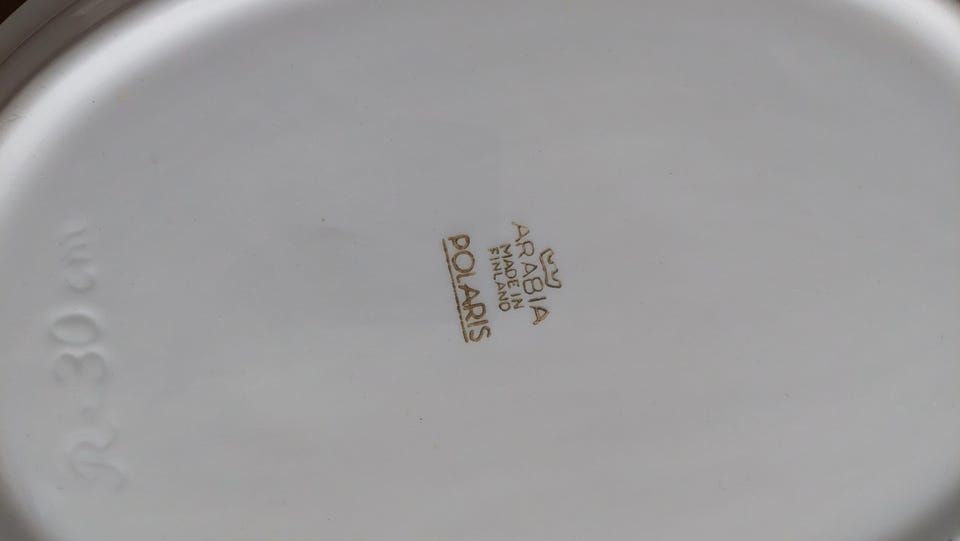 ARABIA
MADE IN
FINLAND
POLARIS
R-30 cm